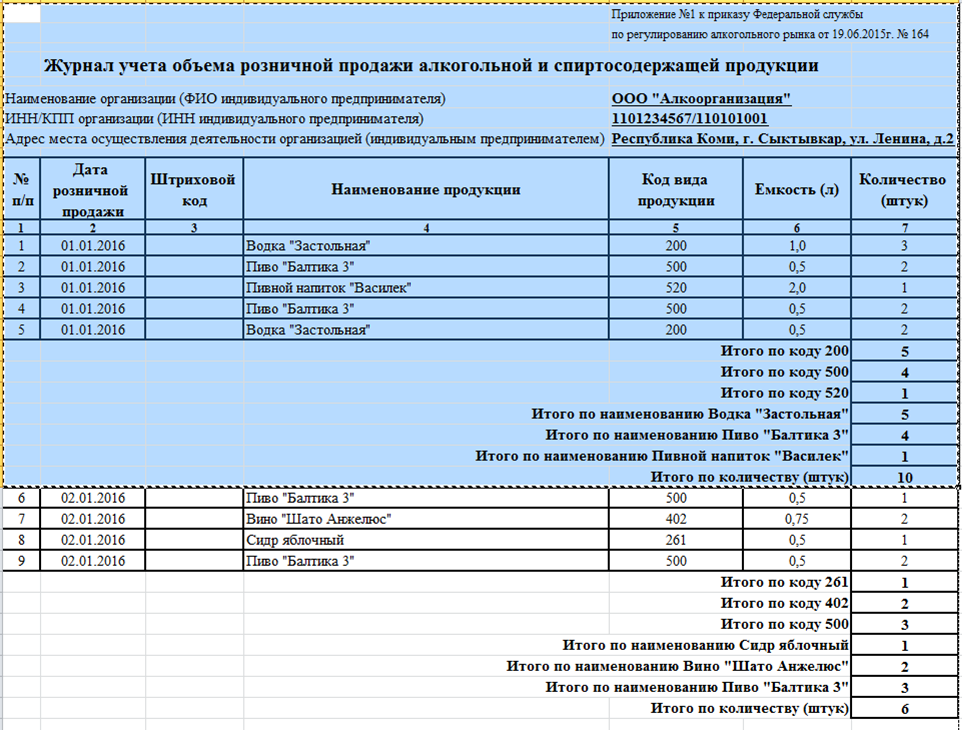 Приложение №1 к приказу Федеральной службы
по регулированию алкогольного рынка от 19.06.2015г. № 164
Журнал учета объема розничной продажи алкогольной и спиртосодержащей продукции
Наименование организации (ФИО индивидуального предпринимателя) ООО "Алкоорганизация"
ИНН/КПП организации (ИНН индивидуального предпринимателя) 1101234567/110101001
Адрес места осуществления деятельности организацией (индивидуальным предпринимателем) Республика Коми, г. Сыктывкар, ул. Ленина, д.2
№ п/п Дата розничной продажи Штриховой код Наименование продукции Код вида продукции Емкость (л) Количество (штук)
1 2 3 4 5 6 7
1 01.01.2016 Водка "Застольная" 200 1,0 3
2 01.01.2016 Пиво "Балтика 3" 500 0,5 2
3 01.01.2016 Пивной напиток "Василек" 520 2,0 1
4 01.01.2016 Пиво "Балтика 3" 500 0,5 2
5 01.01.2016 Водка "Застольная" 200 0,5 2
Итого по коду 200 5
Итого по коду 500 4
Итого по коду 520 1
Итого по наименованию Водка "Застольная" 5
Итого по наименованию Пиво "Балтика 3" 4
Итого по наименованию Пивной напиток "Василек" 1
Итого по количеству (штук) 10
6 02.01.2016 Пиво "Балтика 3" 500 0,5 1
7 02.01.2016 Вино "Шато Анжелюс" 402 0,75 2
8 02.01.2016 Сидр яблочный 261 0,5 1
9 02.01.2016 Пиво "Балтика 3" 500 0,5 2
Итого по коду 261 1
Итого по коду 402 2
Итого по коду 500 3
Итого по наименованию Сидр яблочный 1
Итого по наименованию Вино "Шато Анжелюс" 2
Итого по наименованию Пиво "Балтика 3" 3
Итого по количеству (штук) 6